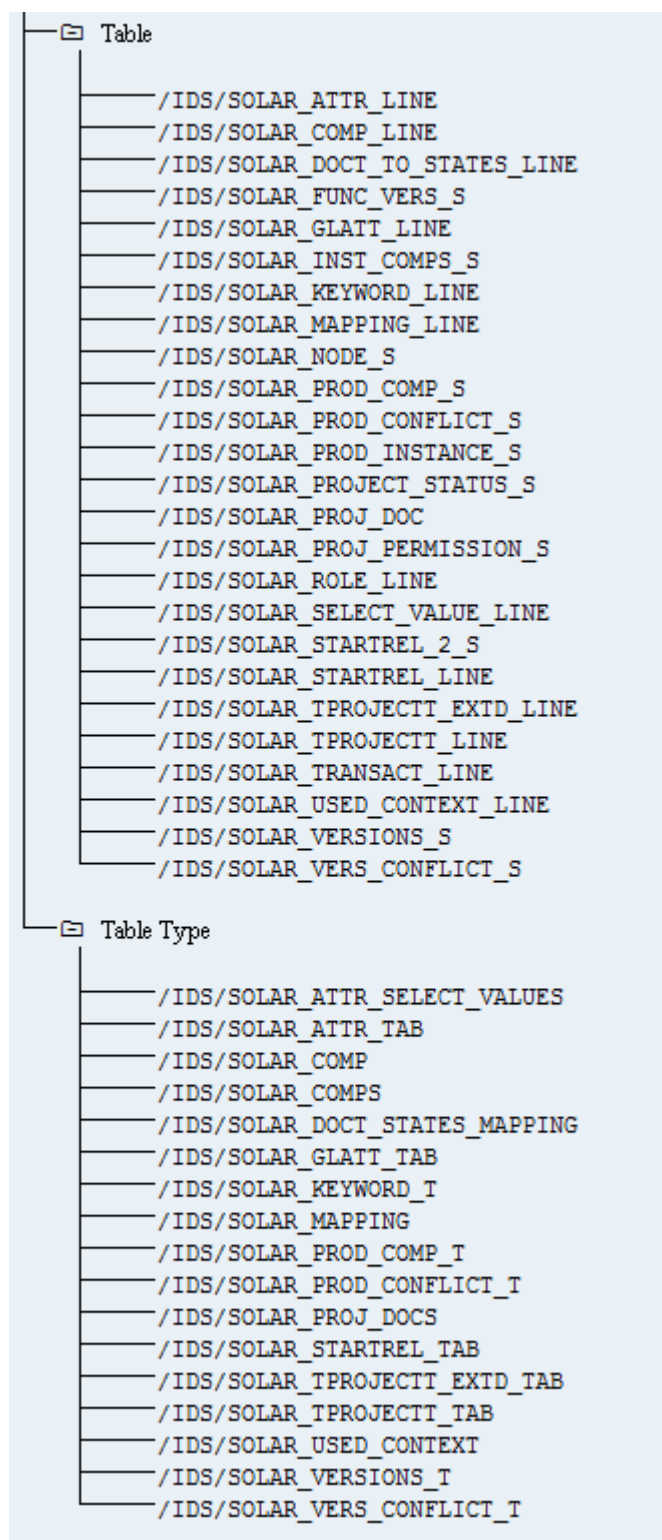 Table
/IDS/SOLAR_ATTR_LINE
/IDS/SOLAR_COMP_LINE
/IDS/SOLAR_DOCT_TO_STATES_LINE
/IDS/SOLAR_FUNC_VERS_S
/IDS/SOLAR_GLATT_LINE
/IDS/SOLAR_INST_COMPS_S
/IDS/SOLAR_KEYWORD_LINE
/IDS/SOLAR_MAPPING_LINE
/IDS/SOLAR_NODE_S
/IDS/SOLAR_PROD_COMP_S
/IDS/SOLAR_PROD_CONFLICT_S
/IDS/SOLAR_PROD_INSTANCE_S
/IDS/SOLAR_PROJECT_STATUS_S
/IDS/SOLAR_PROJ_DOC
/IDS/SOLAR_PROJ_PERMISSION_S
/IDS/SOLAR_ROLE_LINE
/IDS/SOLAR_SELECT_VALUE_LINE
/IDS/SOLAR_STARTREL_2_S
/IDS/SOLAR_STARTREL_LINE
/IDS/SOLAR_TPROJECTT_EXTD_LINE
/IDS/SOLAR_TPROJECTT_LINE
/IDS/SOLAR_TRANSACT_LINE
/IDS/SOLAR_USED_CONTEXT_LINE
/IDS/SOLAR_VERSIONS_S
/IDS/SOLAR_VERS_CONFLICT_S
Table Type
/IDS/SOLAR_ATTR_SELECT_VALUES
/IDS/SOLAR_ATTR_TAB
/IDS/SOLAR_COMP
/IDS/SOLAR_COMPS
/IDS/SOLAR_DOCT_STATES_MAPPING
/IDS/SOLAR_GLATT_TAB
/IDS/SOLAR_KEYWORD_T
/IDS/SOLAR_MAPPING
/IDS/SOLAR_PROD_COMP_T
/IDS/SOLAR_PROD_CONFLICT_T
/IDS/SOLAR_PROJ_DOCS
/IDS/SOLAR_STARTREL_TAB
/IDS/SOLAR_TPROJECTT_EXTD_TAB
/IDS/SOLAR_TPROJECTT_TAB
/IDS/SOLAR_USED_CONTEXT
/IDS/SOLAR_VERSIONS_T
/IDS/SOLAR_VERS_CONFLICT_T